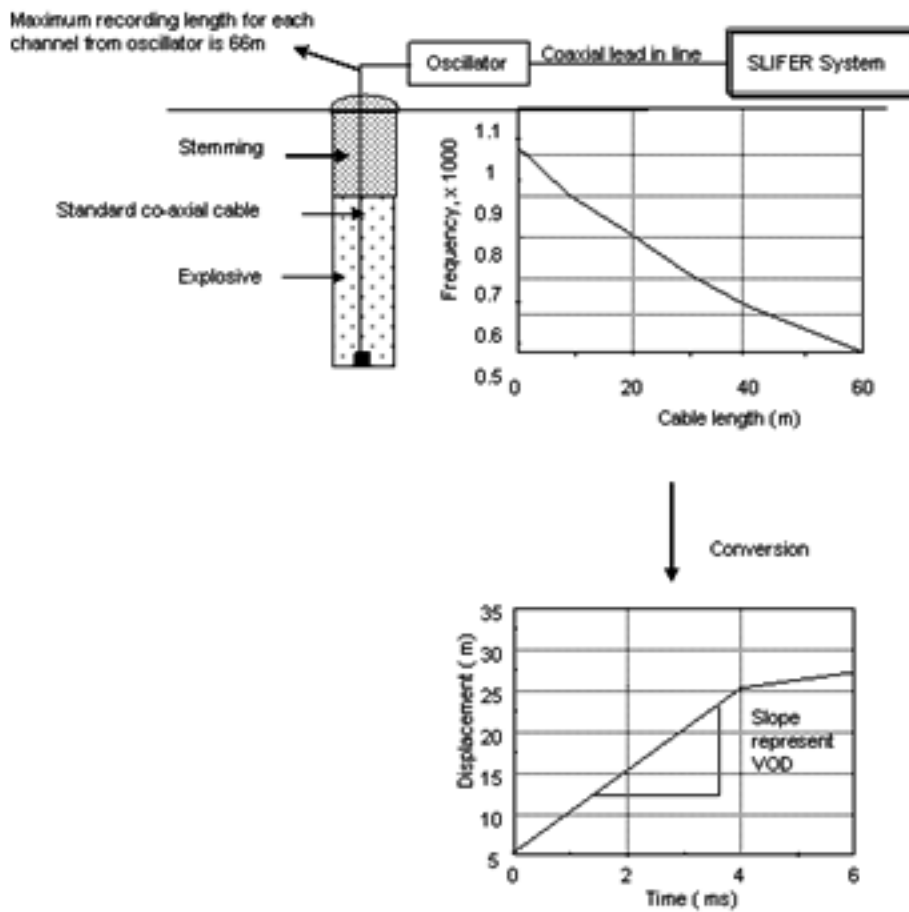 Maximum recording length for each
channel from oscillator is 66m
Oscillator
Coaxial lead in line
SLIFER System
Stemming
Standard co-axial cable
Explosive
Frequency, x 1000
1.1
1
0.9
0.8
0.7
0.6
0.5
0
20
40
60
Cable length ( m)
Conversion
Displacement ( m)
35
30
25
20
15
10
5
Slope
represent
VOD
0
2
4
6
Time ( ms)